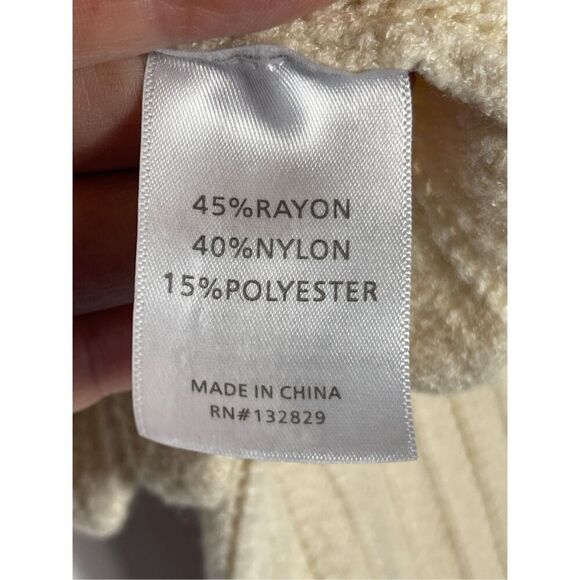 45%RAYON
40%NYLON
15%POLYESTER
MADE IN CHINA
RN#132829